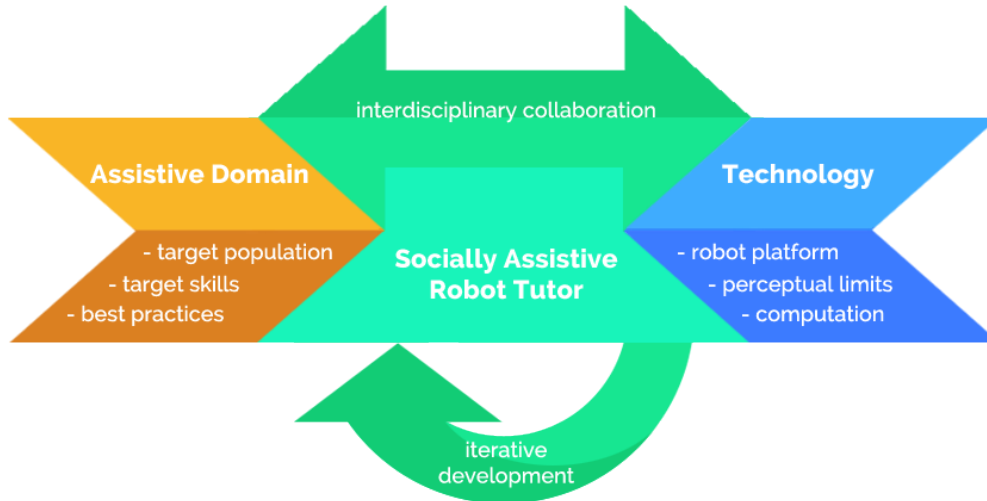 interdisciplinary collaboration
Assistive Domain
- target population
- target skills
- best practices
Socially Assistive
Robot Tutor
Technology
- robot platform
- perceptual limits
- computation
iterative
development